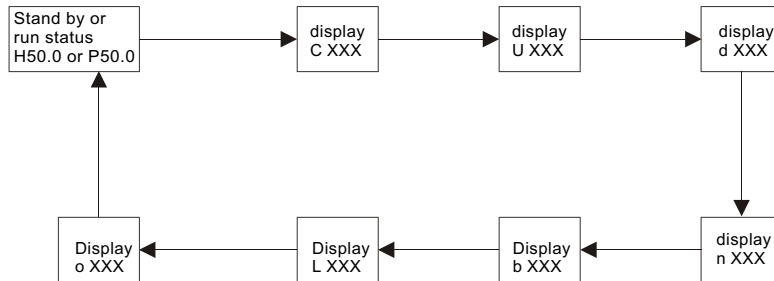 Stand by or
run status
H50.0 or P50.0
display
C XXX
display
U XXX
display
d XXX
display
n XXX
Display
b XXX
Display
L XXX
Display
o XXX